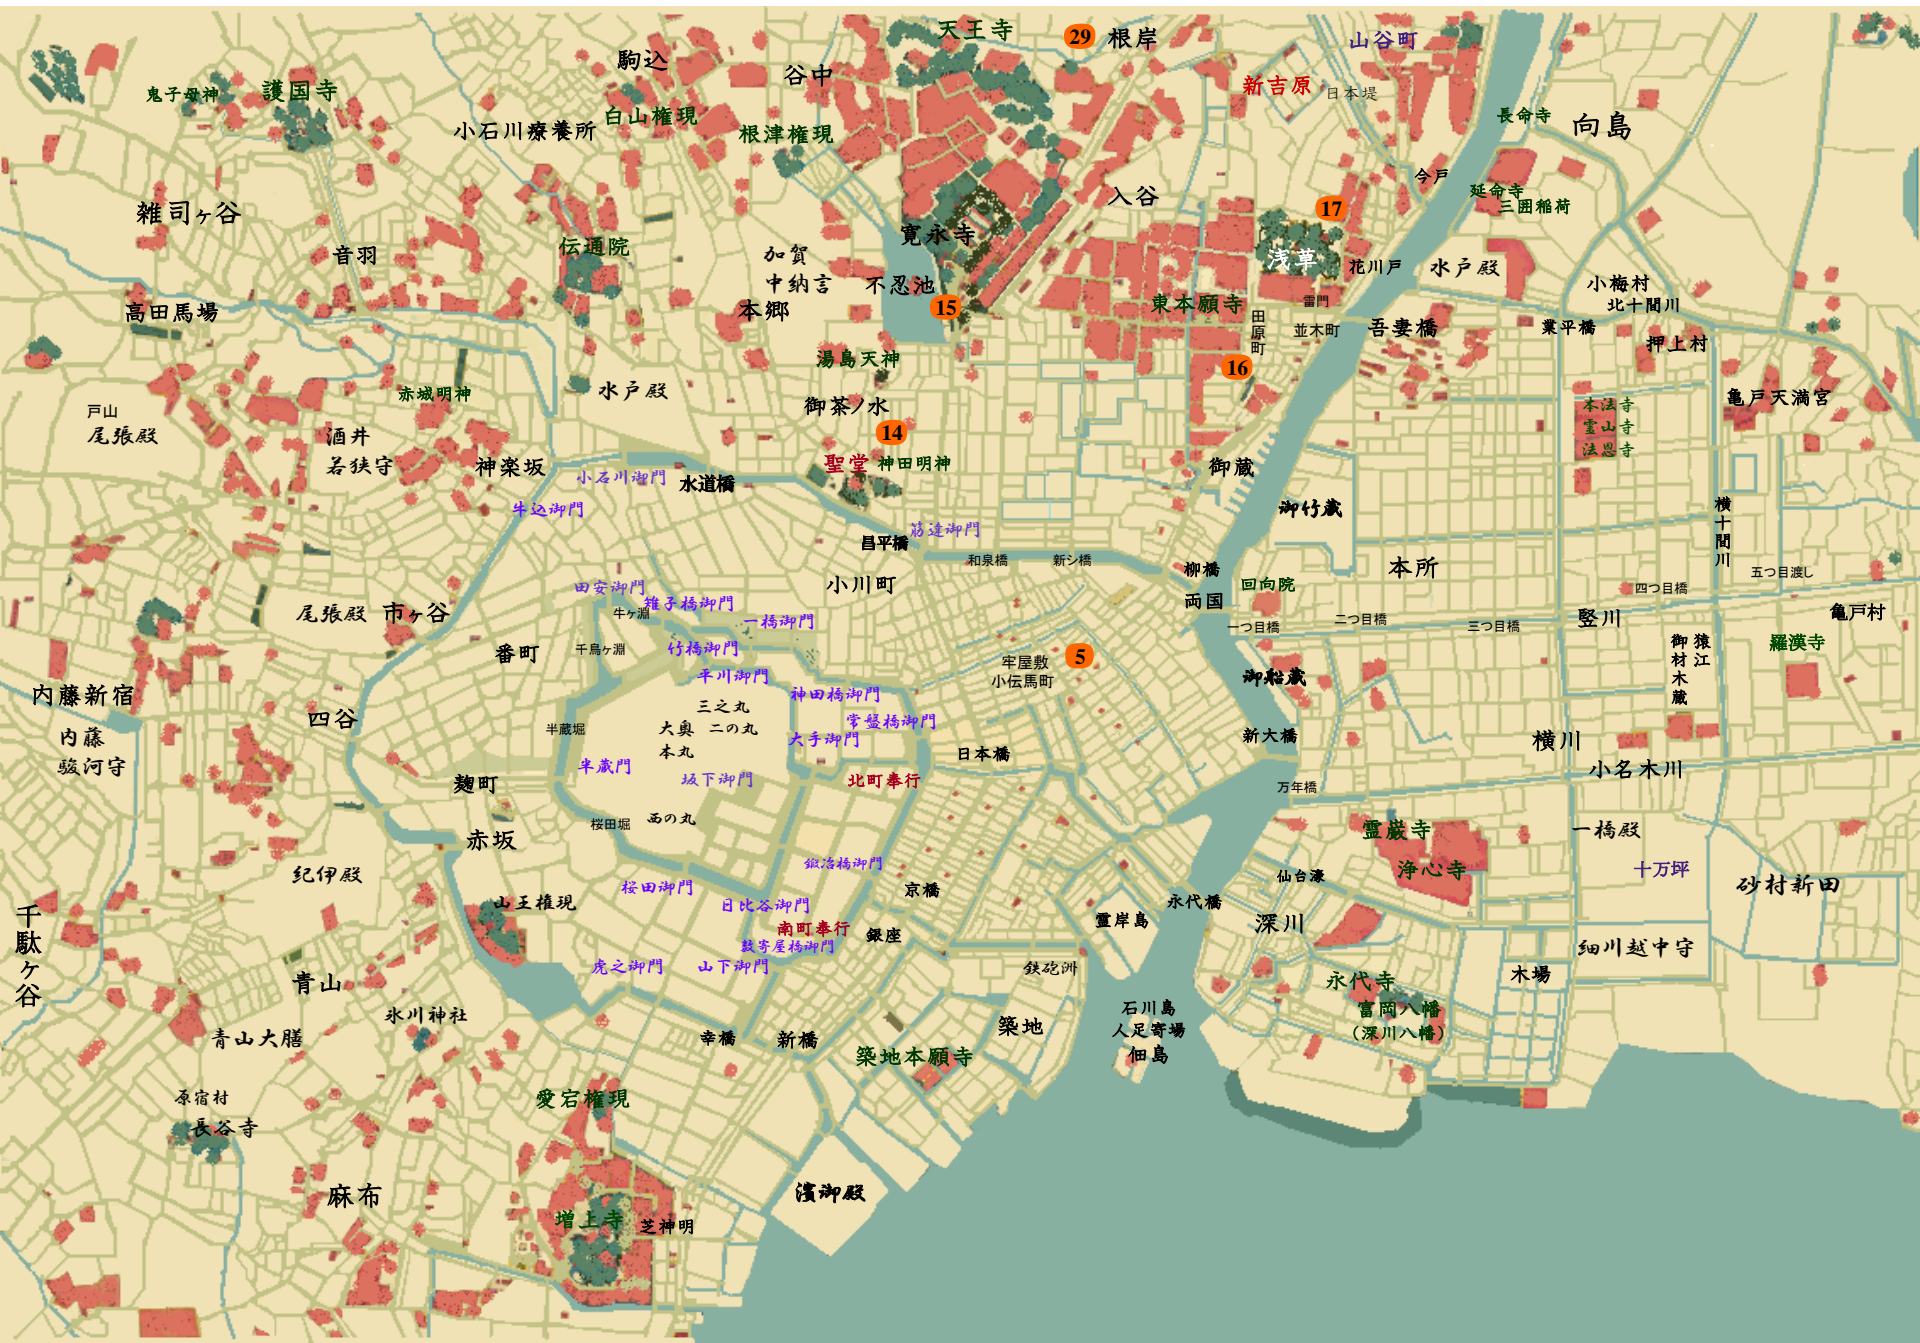 天王寺
29
根岸
山谷町
駒込
谷中
新吉原
日本堤
鬼子母神
護国寺
白山権現
小石川療養所
根津権現
長命寺
向島
今戸
延命寺
三囲稲荷
入谷
17
雑司ヶ谷
音羽
伝通院
加賀
中納言
寛永寺
浅草
花川戸
水戸殿
高田馬場
本郷
不忍池
15
東本願寺
雷門
田原町
並木町
吾妻橋
小梅村
北十間川
業平橋
押上村
湯島天神
16
赤城明神
水戸殿
戸山
尾張殿
御茶ノ水
14
本法寺
霊山寺
法恩寺
亀戸天満宮
酒井
若狭守
神楽坂
小石川御門
水道橋
聖堂
神田明神
御蔵
牛込御門
御竹蔵
横十間川
筋違御門
昌平橋
和泉橋
新シ橋
柳橋
本所
小川町
回向院
両国
四つ目橋
五つ目渡し
田安御門
雉子橋御門
牛ヶ淵
一橋御門
尾張殿
市ヶ谷
一つ目橋
二つ目橋
三つ目橋
竪川
亀戸村
番町
千鳥ヶ淵
竹橋御門
牢屋敷
小伝馬町
5
猿江
御材木蔵
羅漢寺
平川御門
御船蔵
内藤新宿
神田橋御門
四谷
三之丸
大奥
二の丸
本丸
常盤橋御門
大手御門
半蔵堀
内藤
駿河守
日本橋
新大橋
横川
半蔵門
坂下御門
北町奉行
小名木川
麹町
万年橋
桜田堀
西の丸
赤坂
霊巌寺
一橋殿
鍛冶橋御門
浄心寺
十万坪
砂村新田
紀伊殿
桜田御門
京橋
仙台濠
山王権現
日比谷御門
永代橋
霊岸島
深川
千駄ヶ谷
南町奉行
銀座
数寄屋橋御門
細川越中守
虎之御門
山下御門
鉄砲洲
木場
青山
永代寺
富岡八幡
(深川八幡)
氷川神社
石川島
人足寄場
佃島
築地
青山大膳
幸橋
新橋
築地本願寺
原宿村
長谷寺
愛宕権現
麻布
濱御殿
増上寺
芝神明